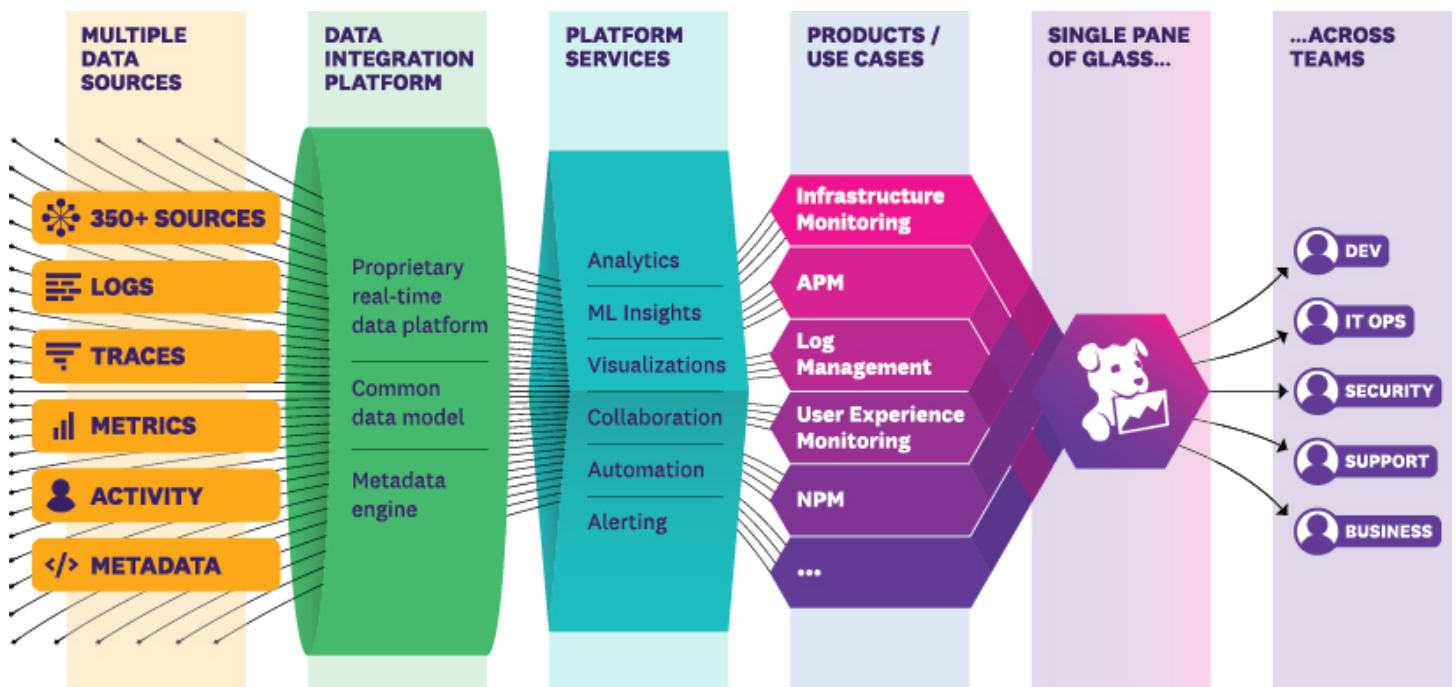 MULTIPLE
DATA
SOURCES
350+ SOURCES
LOGS
TRACES
METRICS
ACTIVITY
</> METADATA
DATA
INTEGRATION
PLATFORM
Proprietary
real-time
data platform
Common
data model
Metadata
engine
PLATFORM
SERVICES
Analytics
ML Insights
Visualizations
Collaboration
Automation
Alerting
PRODUCTS /
USE CASES
Infrastructure
Monitoring
APM
Log
Management
User Experience
Monitoring
NPM
...
SINGLE PANE
OF GLASS...
...ACROSS
TEAMS
DEV
IT OPS
SECURITY
SUPPORT
BUSINESS